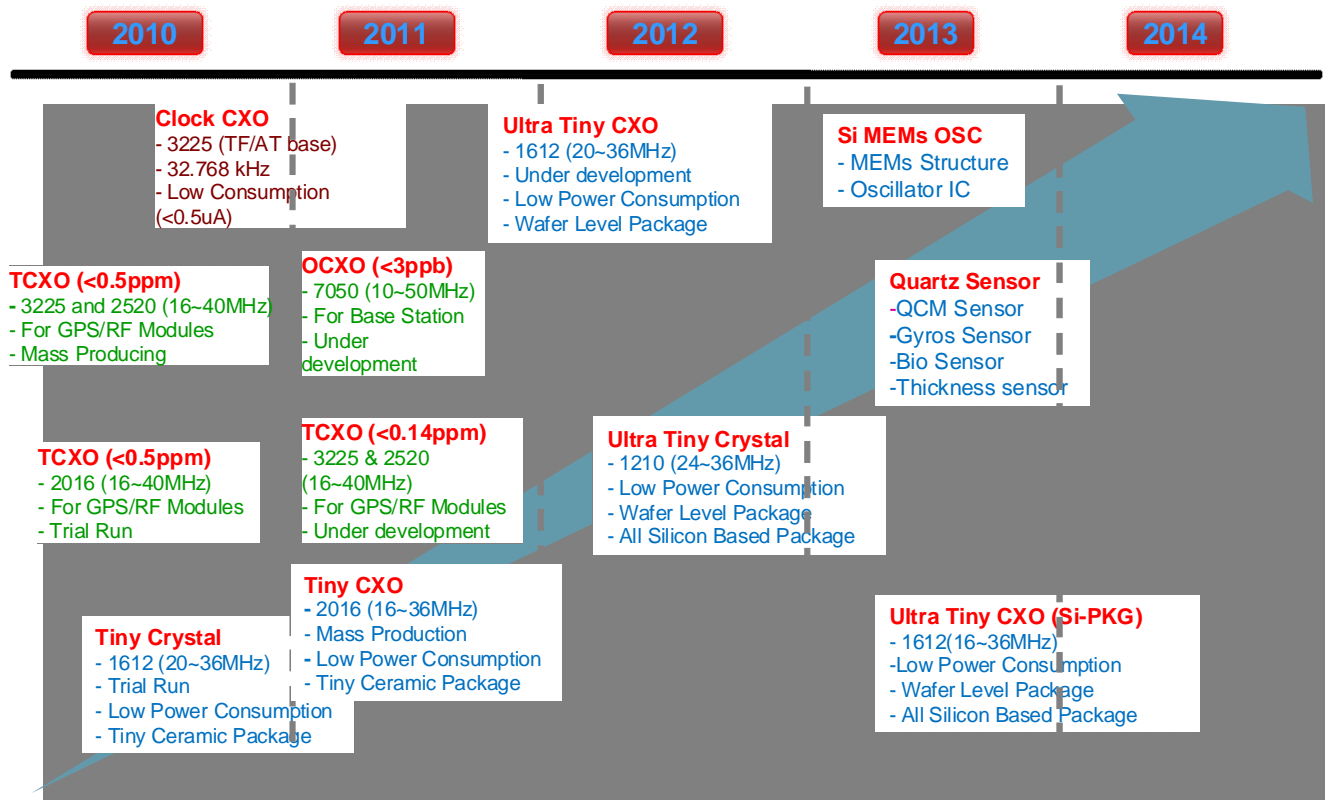 2010
2011
2012
2013
2014
Clock CXO
- 3225 (TF/AT base)
- 32.768 kHz
- Low Consumption
(<0.5uA)
Ultra Tiny CXO
- 1612 (20~36MHz)
- Under development
- Low Power Consumption
- Wafer Level Package
Si MEMs OSC
- MEMs Structure
- Oscillator IC
TCXO (<0.5ppm)
- 3225 and 2520 (16~40MHz)
- For GPS/RF Modules
- Mass Producing
OCXO (<3ppb)
- 7050 (10~50MHz)
- For Base Station
- Under
development
Quartz Sensor
-QCM Sensor
-Gyros Sensor
-Bio Sensor
-Thickness sensor
TCXO (<0.5ppm)
- 2016 (16~40MHz)
- For GPS/RF Modules
- Trial Run
TCXO (<0.14ppm)
- 3225 & 2520
(16~40MHz)
- For GPS/RF Modules
- Under development
Ultra Tiny Crystal
- 1210 (24~36MHz)
- Low Power Consumption
- Wafer Level Package
- All Silicon Based Package
Tiny Crystal
- 1612 (20~36MHz)
- Trial Run
- Low Power Consumption
- Tiny Ceramic Package
Tiny CXO
- 2016 (16~36MHz)
- Mass Production
- Low Power Consumption
- Tiny Ceramic Package
Ultra Tiny CXO (Si-PKG)
- 1612(16~36MHz)
-Low Power Consumption
- Wafer Level Package
- All Silicon Based Package